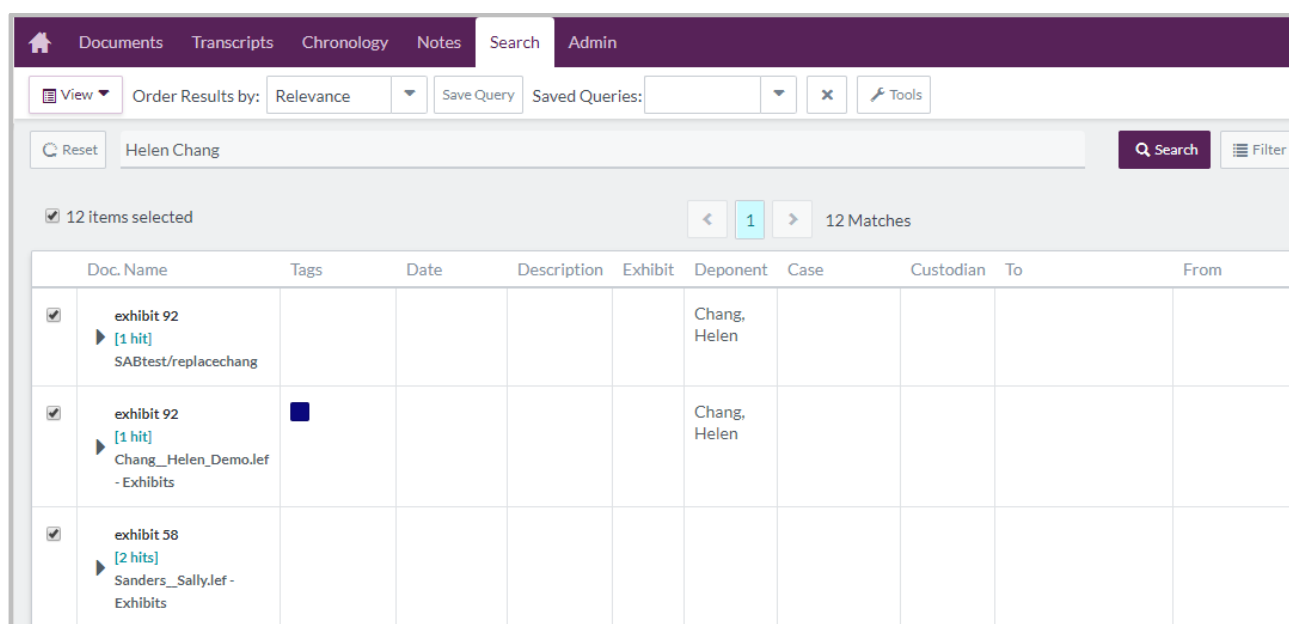 Documents Transcripts Chronology Notes Search Admin
View Order Results by: Relevance Save Query Saved Queries: Tools
Reset Helen Chang Search Filter
12 items selected 1 12 Matches
Doc. Name Tags Date Description Exhibit Deponent Case Custodian To From
exhibit 92
[1 hit]
SABtest/replacechang
Chang,
Helen
exhibit 92
[1 hit]
Chang__Helen_Demo.lef
- Exhibits
Chang,
Helen
exhibit 58
[2 hits]
Sanders__Sally.lef -
Exhibits